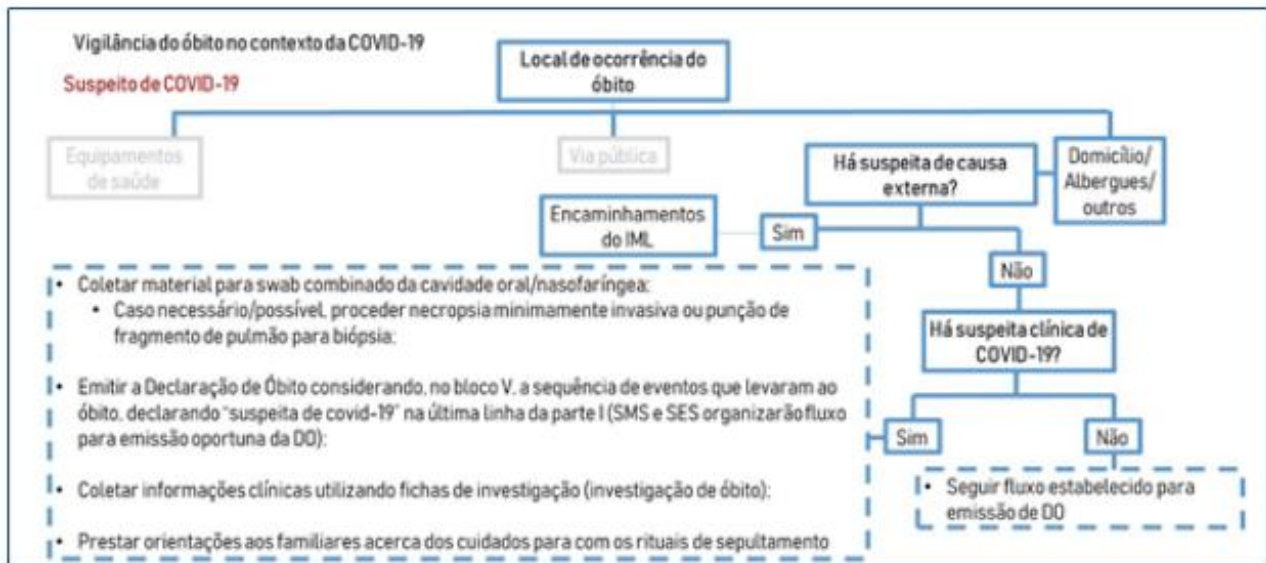 Vigilância do óbito no contexto da COVID-19
Suspeito de COVID-19
Local de ocorrência do
óbito
Equipamentos
de saúde
Via pública
Domicílio/
Albergues/
outros
Há suspeita de causa
externa?
Encaminhamentos
do IML
Sim
Não
Há suspeita clínica de
COVID-19?
Sim
Não
• Coletar material para swab combinado da cavidade oral/nasofaríngea;
• Caso necessário/possível, proceder necropsia minimamente invasiva ou punção de
fragmento de pulmão para biópsia;
• Emitir a Declaração de Óbito considerando, no bloco V, a sequência de eventos que levaram ao
óbito, declarando "suspeita de covid-19" na última linha da parte I (SMS e SES organizarão fluxo
para emissão oportuna da DO);
• Coletar informações clínicas utilizando fichas de investigação (investigação de óbito);
• Prestar orientações aos familiares acerca dos cuidados para com os rituais de sepultamento
• Seguir fluxo estabelecido para
emissão de DO